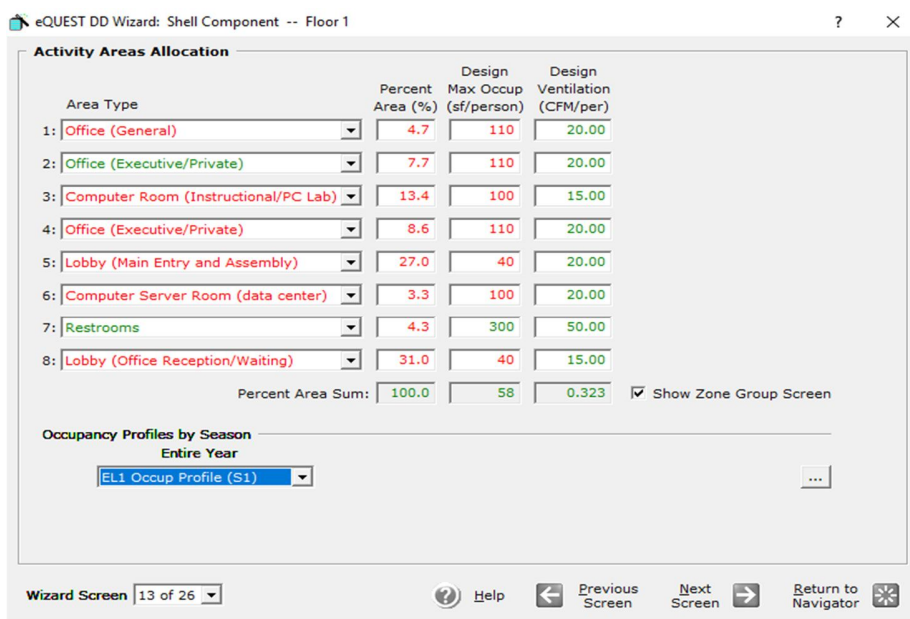 eQUEST DD Wizard: Shell Component -- Floor 1 ?
Activity Areas Allocation
Design Design
Percent Max Occup Ventilation
Area Type Area (%) (sf/person) (CFM/per)
1: Office (General) 4.7 110 20.00
2: Office (Executive/Private) 7.7 110 20.00
3: Computer Room (Instructional/PC Lab) 13.4 100 15.00
4: Office (Executive/Private) 8.6 110 20.00
5: Lobby (Main Entry and Assembly) 27.0 40 20.00
6: Computer Server Room (data center) 3.3 100 20.00
7: Restrooms 4.3 300 50.00
8: Lobby (Office Reception/Waiting) 31.0 40 15.00
Percent Area Sum: 100.0 58 0.323 Show Zone Group Screen
Occupancy Profiles by Season
Entire Year
EL1 Occup Profile (S1) ...
Wizard Screen 13 of 26 ? Help Previous Screen Next Screen Return to Navigator